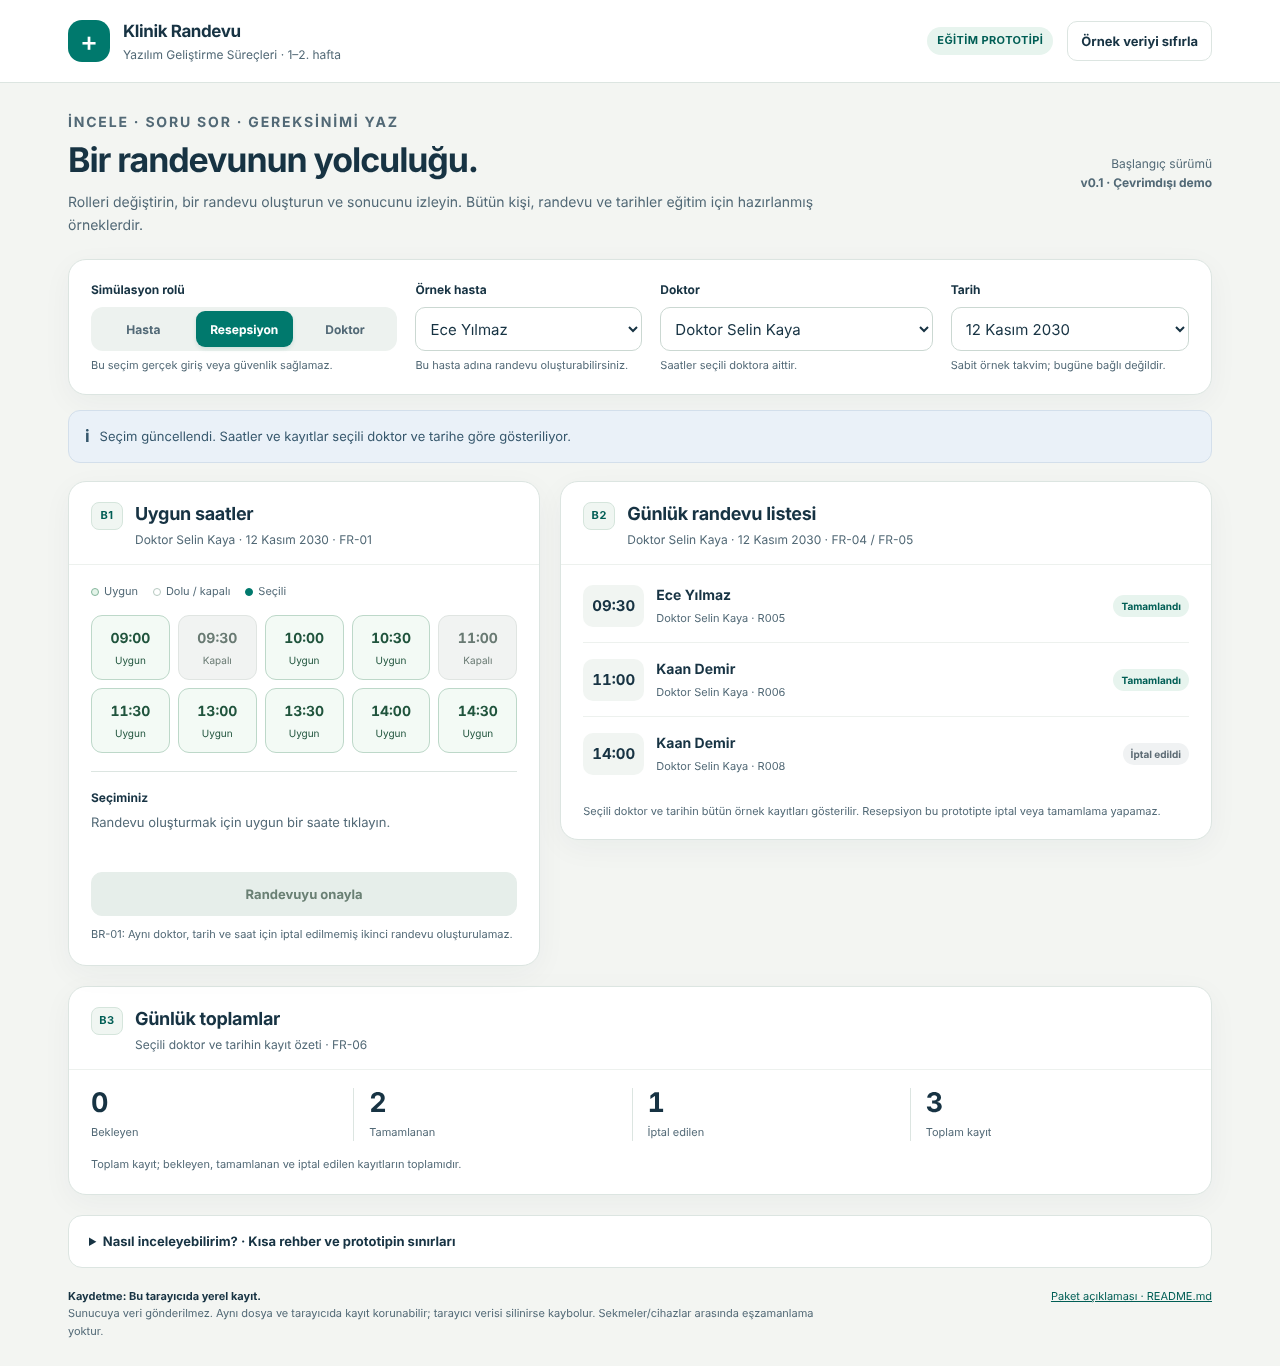 +
Klinik Randevu
Yazılım Geliştirme Süreçleri · 1–2. hafta
EĞİTİM PROTOTİPİ
Örnek veriyi sıfırla
İNCELE · SORU SOR · GEREKSİNİMİ YAZ
Bir randevunun yolculuğu.
Rolleri değiştirin, bir randevu oluşturun ve sonucunu izleyin. Bütün kişi, randevu ve tarihler eğitim için hazırlanmış
örneklerdir.
Başlangıç sürümü
v0.1 · Çevrimdışı demo
Simülasyon rolü
Hasta
Resepsiyon
Doktor
Bu seçim gerçek giriş veya güvenlik sağlamaz.
Örnek hasta
Ece Yılmaz
Bu hasta adına randevu oluşturabilirsiniz.
Doktor
Doktor Selin Kaya
Saatler seçili doktora aittir.
Tarih
12 Kasım 2030
Sabit örnek takvim; bugüne bağlı değildir.
i Seçim güncellendi. Saatler ve kayıtlar seçili doktor ve tarihe göre gösteriliyor.
B1
Uygun saatler
Doktor Selin Kaya · 12 Kasım 2030 · FR-01
Uygun
Dolu / kapalı
Seçili
09:00
Uygun
09:30
Kapalı
10:00
Uygun
10:30
Uygun
11:00
Kapalı
11:30
Uygun
13:00
Uygun
13:30
Uygun
14:00
Uygun
14:30
Uygun
Seçiminiz
Randevu oluşturmak için uygun bir saate tıklayın.
Randevuyu onayla
BR-01: Aynı doktor, tarih ve saat için iptal edilmemiş ikinci randevu oluşturulamaz.
B2
Günlük randevu listesi
Doktor Selin Kaya · 12 Kasım 2030 · FR-04 / FR-05
09:30
Ece Yılmaz
Doktor Selin Kaya · R005
Tamamlandı
11:00
Kaan Demir
Doktor Selin Kaya · R006
Tamamlandı
14:00
Kaan Demir
Doktor Selin Kaya · R008
İptal edildi
Seçili doktor ve tarihin bütün örnek kayıtları gösterilir. Resepsiyon bu prototipte iptal veya tamamlama yapamaz.
B3
Günlük toplamlar
Seçili doktor ve tarihin kayıt özeti · FR-06
0
Bekleyen
2
Tamamlanan
1
İptal edilen
3
Toplam kayıt
Toplam kayıt; bekleyen, tamamlanan ve iptal edilen kayıtların toplamıdır.
Nasıl inceleyebilirim? · Kısa rehber ve prototipin sınırları
Kaydetme: Bu tarayıcıda yerel kayıt.
Sunucuya veri gönderilmez. Aynı dosya ve tarayıcıda kayıt korunabilir; tarayıcı verisi silinirse kaybolur. Sekmeler/cihazlar arasında eşzamanlama
yoktur.
Paket açıklaması · README.md